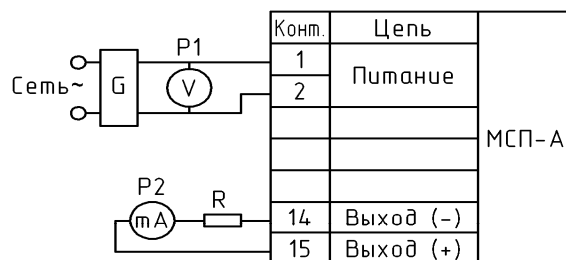 Конт. Цепь
P1 1
Сеть~ G V Питание
2
МСП-А
P2
mA R 14 Выход (-)
15 Выход (+)